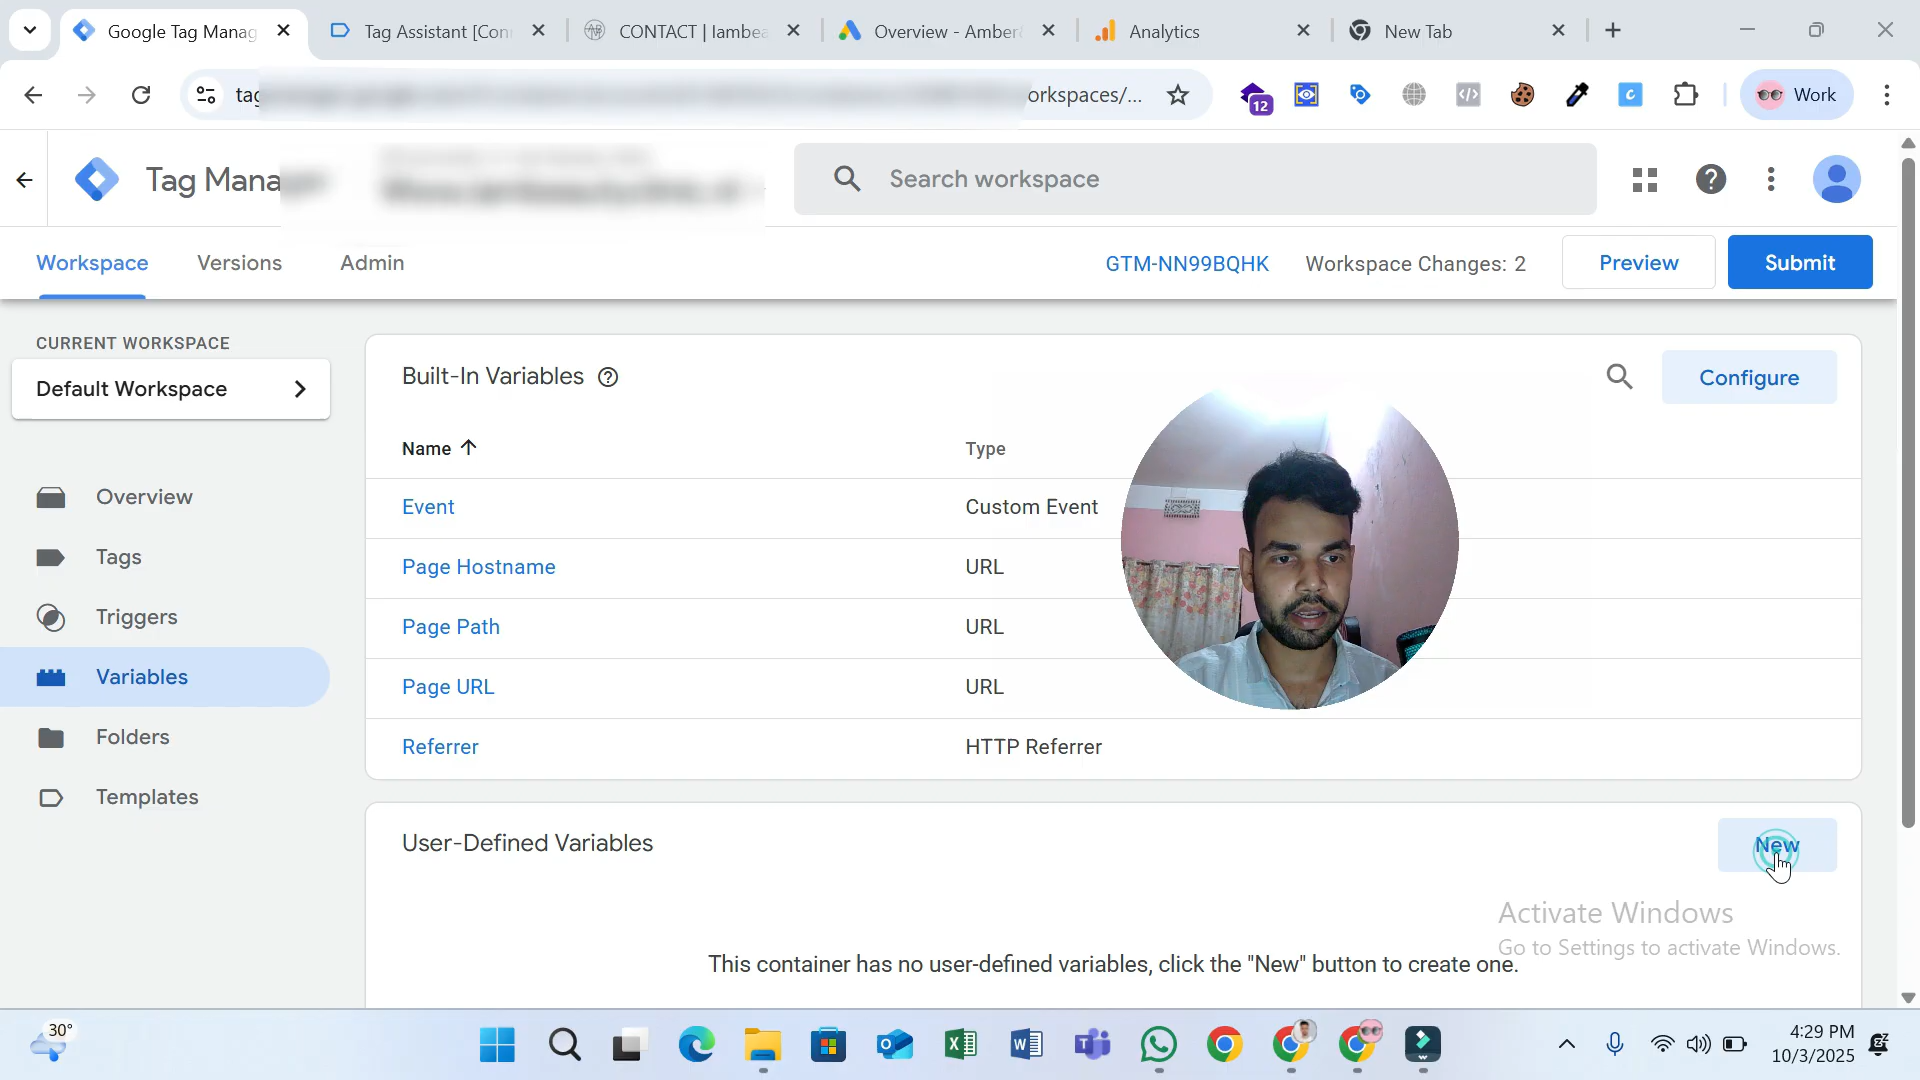 Google Tag Manag
Tag Assistant [Con
CONTACT | Iambea
Overview - Amber
Analytics
New Tab
orkspaces/...
12
Work
Tag Mana
Search workspace
Workspace
Versions
Admin
GTM-NN99BQHK
Workspace Changes: 2
Preview
Submit
CURRENT WORKSPACE
Default Workspace
Overview
Tags
Triggers
Variables
Folders
Templates
Built-In Variables
Configure
Name
Type
Event
Custom Event
Page Hostname
URL
Page Path
URL
Page URL
URL
Referrer
HTTP Referrer
User-Defined Variables
New
This container has no user-defined variables, click the "New" button to create one.
Activate Windows
Go to Settings to activate Windows.
30°
4:29 PM
10/3/2025